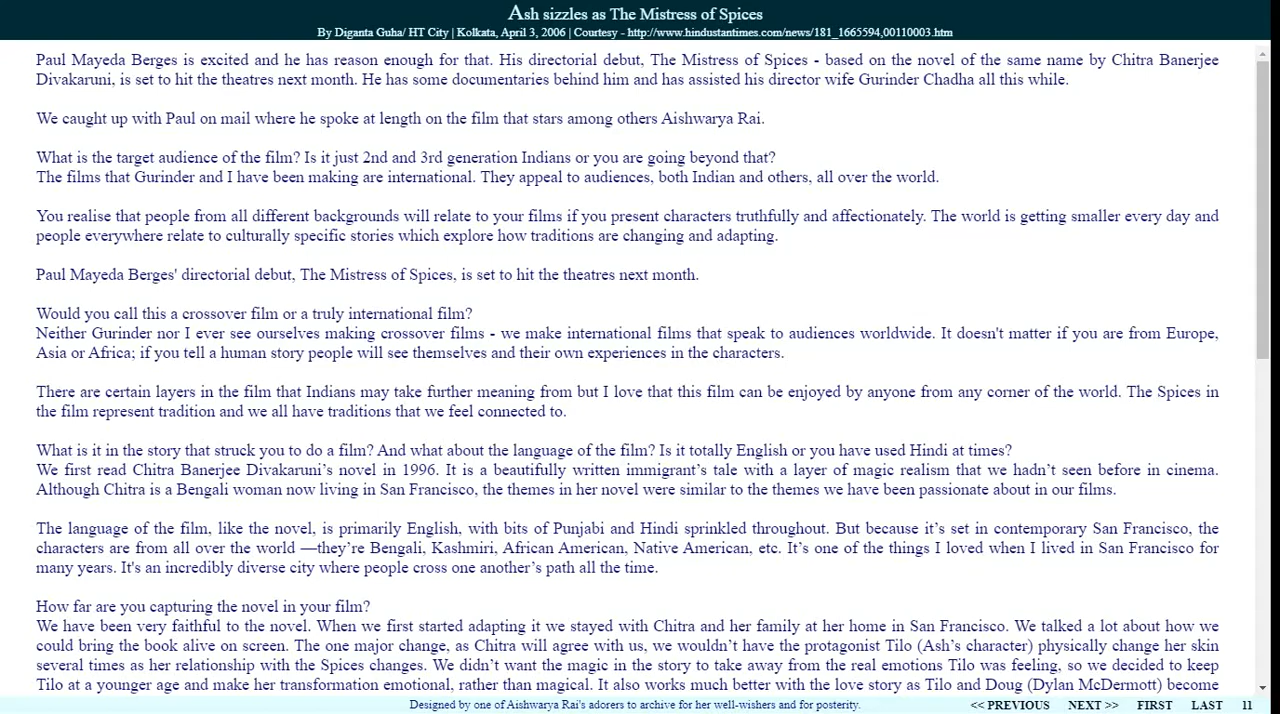 Ash sizzles as The Mistress of Spices
By Diganta Guha/ HT City | Kolkata, April 3, 2006 | Courtesy - http://www.hindustantimes.com/news/181_1665594,00110003.htm
Paul Mayeda Berges is excited and he has reason enough for that. His directorial debut, The Mistress of Spices - based on the novel of the same name by Chitra Banerjee
Divakaruni, is set to hit the theatres next month. He has some documentaries behind him and has assisted his director wife Gurinder Chadha all this while.
We caught up with Paul on mail where he spoke at length on the film that stars among others Aishwarya Rai.
What is the target audience of the film? Is it just 2nd and 3rd generation Indians or you are going beyond that?
The films that Gurinder and I have been making are international. They appeal to audiences, both Indian and others, all over the world.
You realise that people from all different backgrounds will relate to your films if you present characters truthfully and affectionately. The world is getting smaller every day and
people everywhere relate to culturally specific stories which explore how traditions are changing and adapting.
Paul Mayeda Berges' directorial debut, The Mistress of Spices, is set to hit the theatres next month.
Would you call this a crossover film or a truly international film?
Neither Gurinder nor I ever see ourselves making crossover films - we make international films that speak to audiences worldwide. It doesn't matter if you are from Europe,
Asia or Africa; if you tell a human story people will see themselves and their own experiences in the characters.
There are certain layers in the film that Indians may take further meaning from but I love that this film can be enjoyed by anyone from any corner of the world. The Spices in
the film represent tradition and we all have traditions that we feel connected to.
What is it in the story that struck you to do a film? And what about the language of the film? Is it totally English or you have used Hindi at times?
We first read Chitra Banerjee Divakaruni’s novel in 1996. It is a beautifully written immigrant’s tale with a layer of magic realism that we hadn’t seen before in cinema.
Although Chitra is a Bengali woman now living in San Francisco, the themes in her novel were similar to the themes we have been passionate about in our films.
The language of the film, like the novel, is primarily English, with bits of Punjabi and Hindi sprinkled throughout. But because it’s set in contemporary San Francisco, the
characters are from all over the world —they’re Bengali, Kashmiri, African American, Native American, etc. It’s one of the things I loved when I lived in San Francisco for
many years. It's an incredibly diverse city where people cross one another’s path all the time.
How far are you capturing the novel in your film?
We have been very faithful to the novel. When we first started adapting it we stayed with Chitra and her family at her home in San Francisco. We talked a lot about how we
could bring the book alive on screen. The one major change, as Chitra will agree with us, we wouldn’t have the protagonist Tilo (Ash’s character) physically change her skin
several times as her relationship with the Spices changes. We didn’t want the magic in the story to take away from the real emotions Tilo was feeling, so we decided to keep
Tilo at a younger age and make her transformation emotional, rather than magical. It also works much better with the love story as Tilo and Doug (Dylan McDermott) become
Designed by one of Aishwarya Rai's adorers to archive for her well-wishers and for posterity. << PREVIOUS NEXT >> FIRST LAST 11